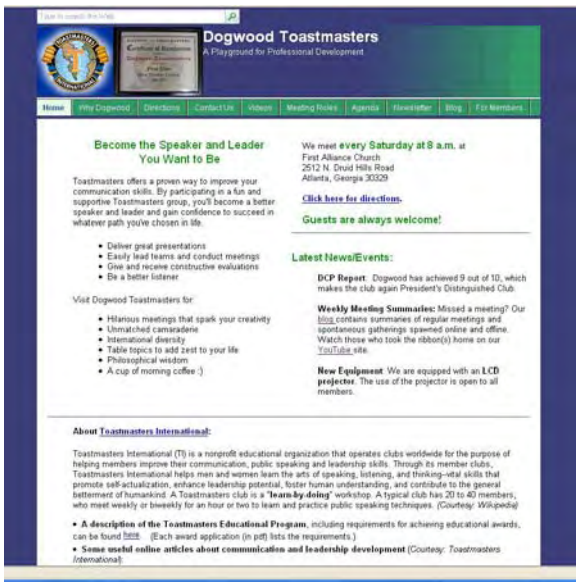 Type to search the site
Dogwood Toastmasters
A Playground for Professional Development
TOASTMASTERS
INTERNATIONAL
Home Why Dogwood Directions Contact Us Videos Meeting Roles Agenda Newsletter Blog For Members
Become the Speaker and Leader
You Want to Be
Toastmasters offers a proven way to improve your
communication skills. By participating in a fun and
supportive Toastmasters group, you'll become a better
speaker and leader and gain confidence to succeed in
whatever path you've chosen in life.
• Deliver great presentations
• Easily lead teams and conduct meetings
• Give and receive constructive evaluations
• Be a better listener
Visit Dogwood Toastmasters for:
• Hilarious meetings that spark your creativity
• Unmatched camaraderie
• International diversity
• Table topics to add zest to your life
• Philosophical wisdom
• A cup of morning coffee :)
We meet every Saturday at 8 a.m. at
First Alliance Church
2512 N. Druid Hills Road
Atlanta, Georgia 30329
Click here for directions.
Guests are always welcome!
Latest News/Events:
DCP Report: Dogwood has achieved 9 out of 10, which
makes the club again President's Distinguished Club.
Weekly Meeting Summaries: Missed a meeting? Our
blog contains summaries of regular meetings and
spontaneous gatherings spawned online and offline.
Watch those who took the ribbon(s) home on our
YouTube site.
New Equipment: We are equipped with an LCD
projector. The use of the projector is open to all
members.
About Toastmasters International:
Toastmasters International (TI) is a nonprofit educational organization that operates clubs worldwide for the purpose of
helping members improve their communication, public speaking and leadership skills. Through its member clubs,
Toastmasters International helps men and women learn the arts of speaking, listening, and thinking–vital skills that
promote self-actualization, enhance leadership potential, foster human understanding, and contribute to the general
betterment of humankind. A Toastmasters club is a "learn-by-doing" workshop. A typical club has 20 to 40 members,
who meet weekly or biweekly for an hour or two to learn and practice public speaking techniques. (Courtesy: Wikipedia)
• A description of the Toastmasters Educational Program, including requirements for achieving educational awards,
can be found here. (Each award application (in pdf) lists the requirements.)
• Some useful online articles about communication and leadership development (Courtesy: Toastmasters
International):